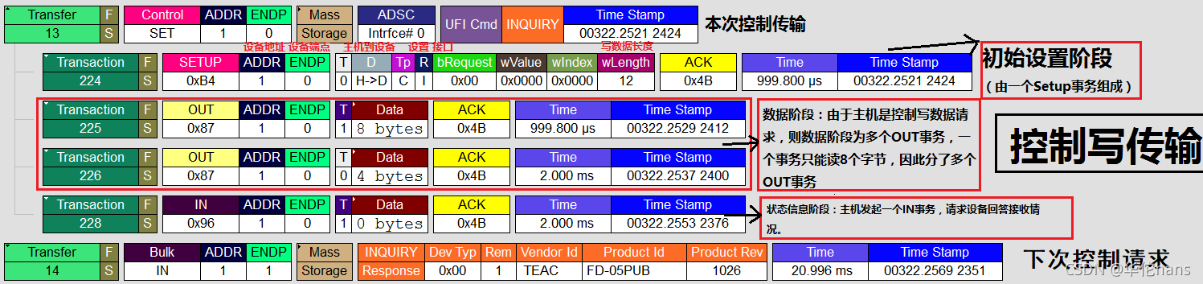 Transfer F Control ADDR ENDP Mass ADSC UFI Cmd INQUIRY Time Stamp
13 S SET 1 0 Storage Intrfce# 0 00322.2521 2424 本次控制传输
设备地址 设备端点 主机到设备 设置 接口 写数据长度
Transaction F SETUP ADDR ENDP T D Tp R bRequest wValue wIndex wLength ACK Time Time Stamp
224 S 0xB4 1 0 0 H->D C I 0x00 0x0000 0x0000 12 0x4B 999.800 µs 00322.2521 2424
初始设置阶段
(由一个Setup事务组成)
Transaction F OUT ADDR ENDP T Data ACK Time Time Stamp
225 S 0x87 1 0 1 8 bytes 0x4B 999.800 µs 00322.2529 2412
Transaction F OUT ADDR ENDP T Data ACK Time Time Stamp
226 S 0x87 1 0 0 4 bytes 0x4B 2.000 ms 00322.2537 2400
数据阶段：由于主机是控制写数据请
求，则数据阶段为多个OUT事务，一
个事务只能读8个字节，因此分了多个
OUT事务
控制写传输
Transaction F IN ADDR ENDP T Data ACK Time Time Stamp
228 S 0x96 1 0 1 0 bytes 0x4B 2.000 ms 00322.2553 2376
状态信息阶段：主机发起一个IN事务，请求设备回答接收情
况。
Transfer F Bulk ADDR ENDP Mass INQUIRY Dev Typ Rem Vendor Id Product Id Product Rev Time Time Stamp
14 S IN 1 1 Storage Response 0x00 1 TEAC FD-05PUB 1026 20.996 ms 00322.2569 2351
下次控制请求
CSDN @华伦hans